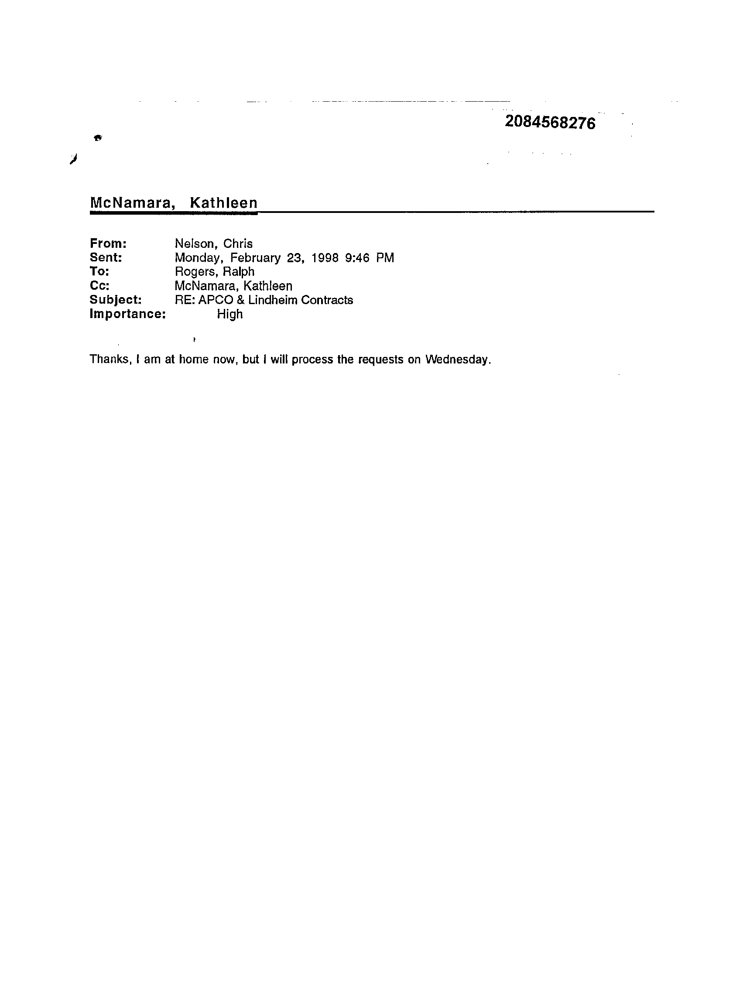 2084568276
McNamara, Kathleen
From: Nelson, Chris
Sent: Monday, February 23, 1998 9:46 PM
To: Rogers, Ralph
Cc: McNamara, Kathleen
Subject: RE: APCO & Lindheim Contracts
Importance: High
Thanks, I am at home now, but I will process the requests on Wednesday.